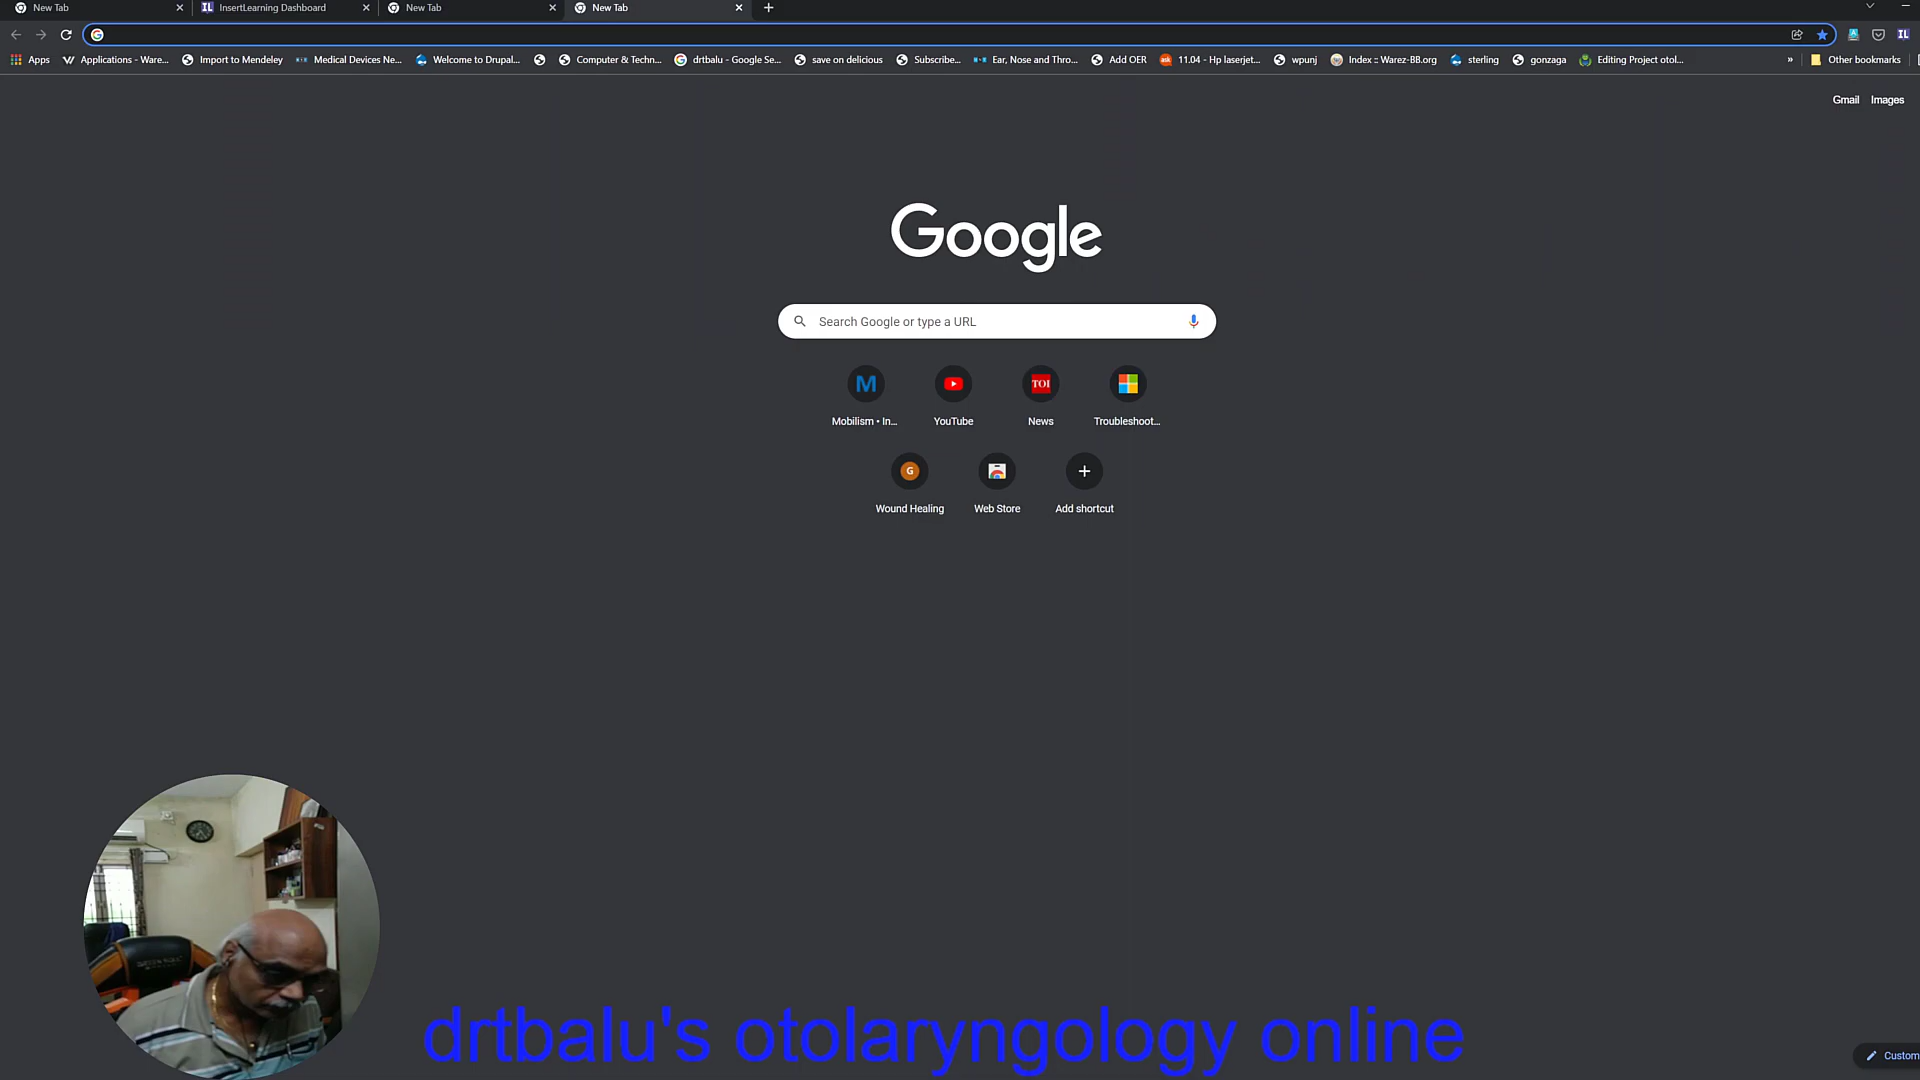 New Tab
InsertLearning Dashboard
New Tab
New Tab
Apps
Applications - Ware...
Import to Mendeley
Medical Devices Ne...
Welcome to Drupal...
Computer & Techn...
drtbalu - Google Se...
save on delicious
Subscribe...
Ear, Nose and Thro...
Add OER
11.04 - Hp laserjet...
wpunj
Index :: Warez-BB.org
sterling
gonzaga
Editing Project otol...
Other bookmarks
Gmail
Images
Google
Search Google or type a URL
Mobilism • In...
YouTube
TOI
News
Troubleshoot...
G
Wound Healing
Web Store
Add shortcut
drtbalu's otolaryngology online
Custom